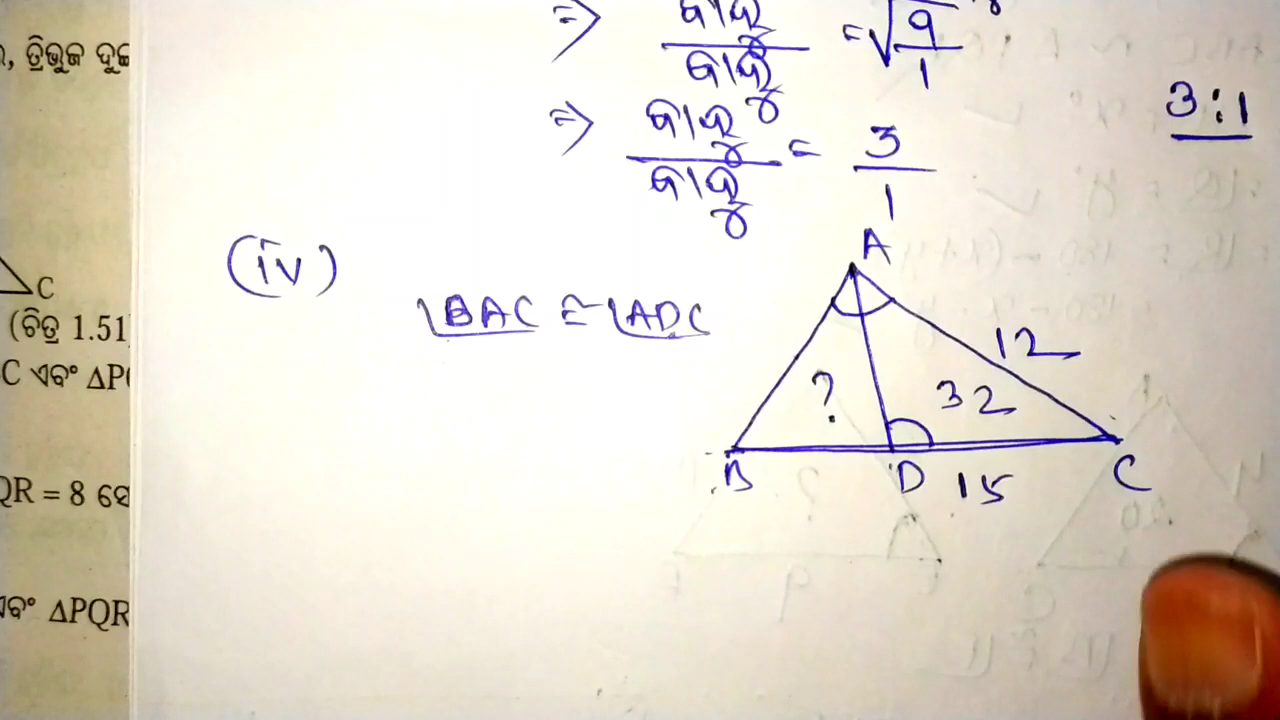 ⇒ ବାହୁ / ବାହୁ = √9/1
⇒ ବାହୁ / ବାହୁ = 3/1
3:1
(iv)
∠BAC ≅ ∠ADC
A
12
? 32
B D 15 C
ତ୍ରିଭୁଜ
C
(ଚିତ୍ର 1.51
C ଏବଂ ΔP
QR = 8 ସେ
ଏବଂ ΔPQR